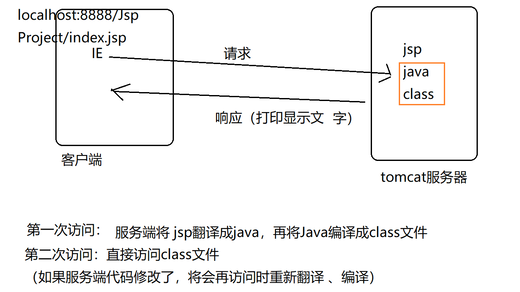 localhost:8888/Jsp
Project/index.jsp
IE
请求
jsp
java
class
响应（打印显示文 字）
客户端
tomcat服务器
第一次访问： 服务端将 jsp翻译成java，再将Java编译成class文件
第二次访问：直接访问class文件
（如果服务端代码修改了，将会再访问时重新翻译 、编译）